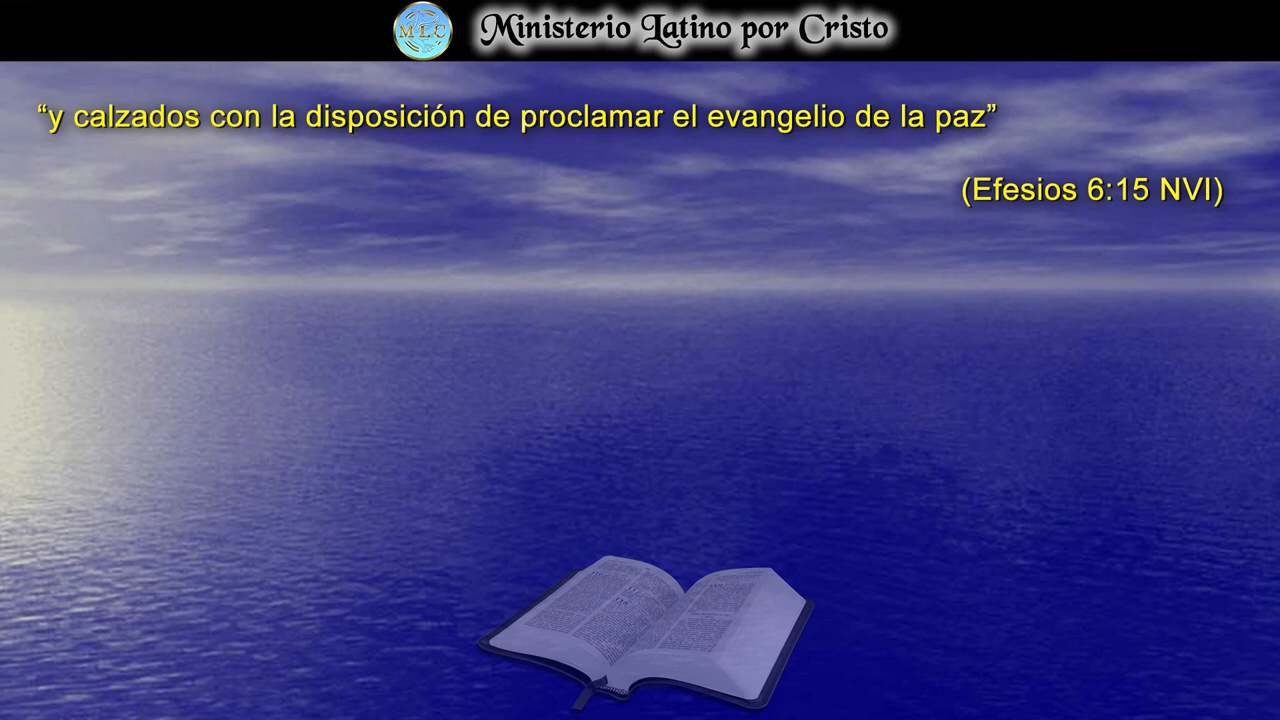 MLC
Ministerio Latino por Cristo
“y calzados con la disposición de proclamar el evangelio de la paz”
(Efesios 6:15 NVI)